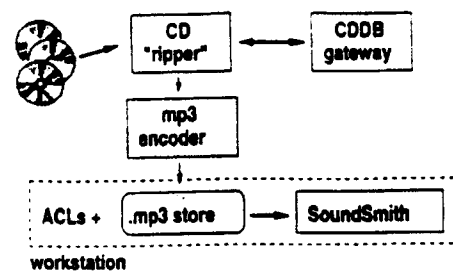 CD
"ripper"
CDDB
gateway
mp3
encoder
ACLs +
.mp3 store
SoundSmith
workstation